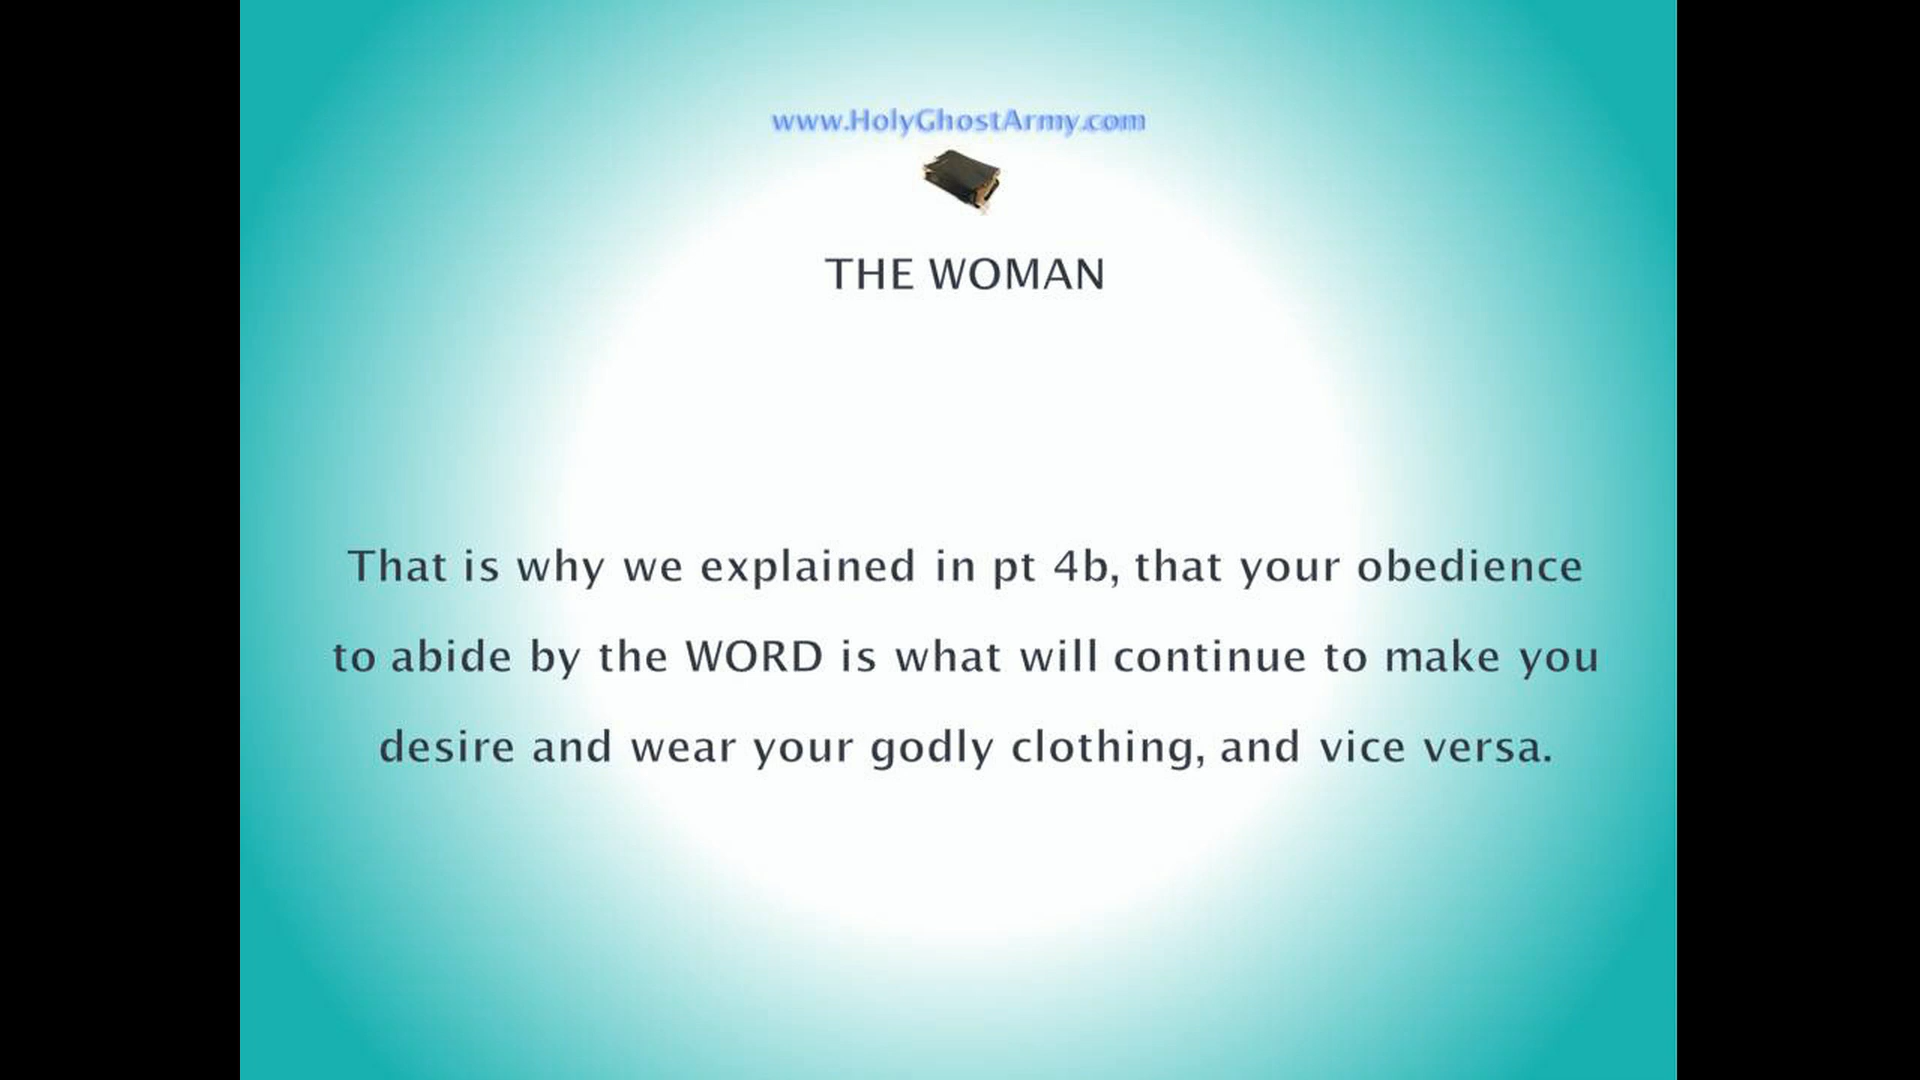 www.HolyGhostArmy.com
THE WOMAN
That is why we explained in pt 4b, that your obedience
to abide by the WORD is what will continue to make you
desire and wear your godly clothing, and vice versa.